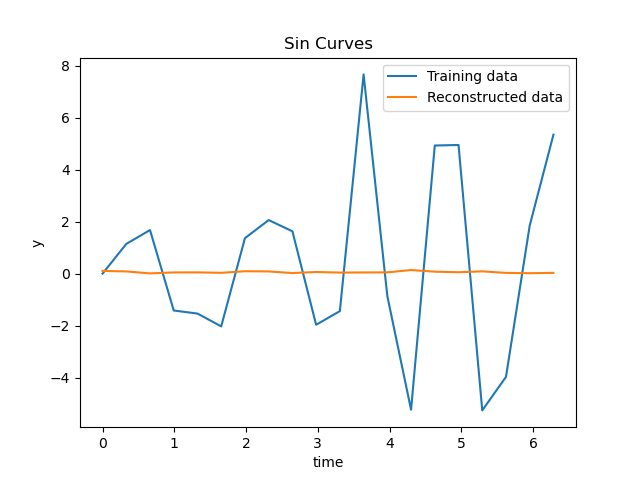 Sin Curves
Training data
Reconstructed data
8
6
4
2
0
−2
−4
y
0 1 2 3 4 5 6
time